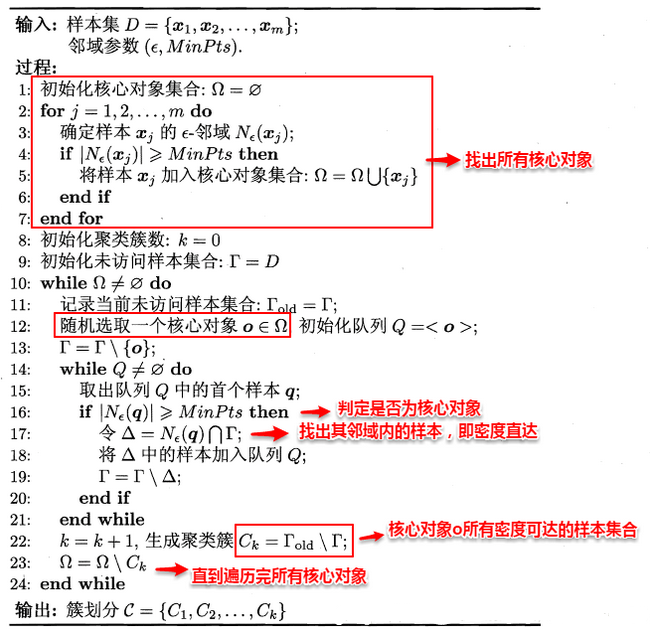 输入: 样本集 D = {x₁, x₂, . . . , xₘ};
邻域参数 (ϵ, MinPts).
过程:
1: 初始化核心对象集合: Ω = ∅
2: for j = 1, 2, . . . , m do
3: 确定样本 xⱼ 的 ϵ-邻域 Nϵ(xⱼ);
4: if |Nϵ(xⱼ)| ⩾ MinPts then
找出所有核心对象
5: 将样本 xⱼ 加入核心对象集合: Ω = Ω ⋃{xⱼ}
6: end if
7: end for
8: 初始化聚类簇数: k = 0
9: 初始化未访问样本集合: Γ = D
10: while Ω ≠ ∅ do
11: 记录当前未访问样本集合: Γold = Γ;
12: 随机选取一个核心对象 o ∈ Ω 初始化队列 Q =< o >;
13: Γ = Γ \ {o};
14: while Q ≠ ∅ do
15: 取出队列 Q 中的首个样本 q;
16: if |Nϵ(q)| ⩾ MinPts then 判定是否为核心对象
17: 令 Δ = Nϵ(q) ⋂ Γ; 找出其邻域内的样本，即密度直达
18: 将 Δ 中的样本加入队列 Q;
19: Γ = Γ \ Δ;
20: end if
21: end while
22: k = k + 1, 生成聚类簇 Cₖ = Γold \ Γ; 核心对象o所有密度可达的样本集合
23: Ω = Ω \ Cₖ 直到遍历完所有核心对象
24: end while
输出: 簇划分 C = {C₁, C₂, . . . , Cₖ}